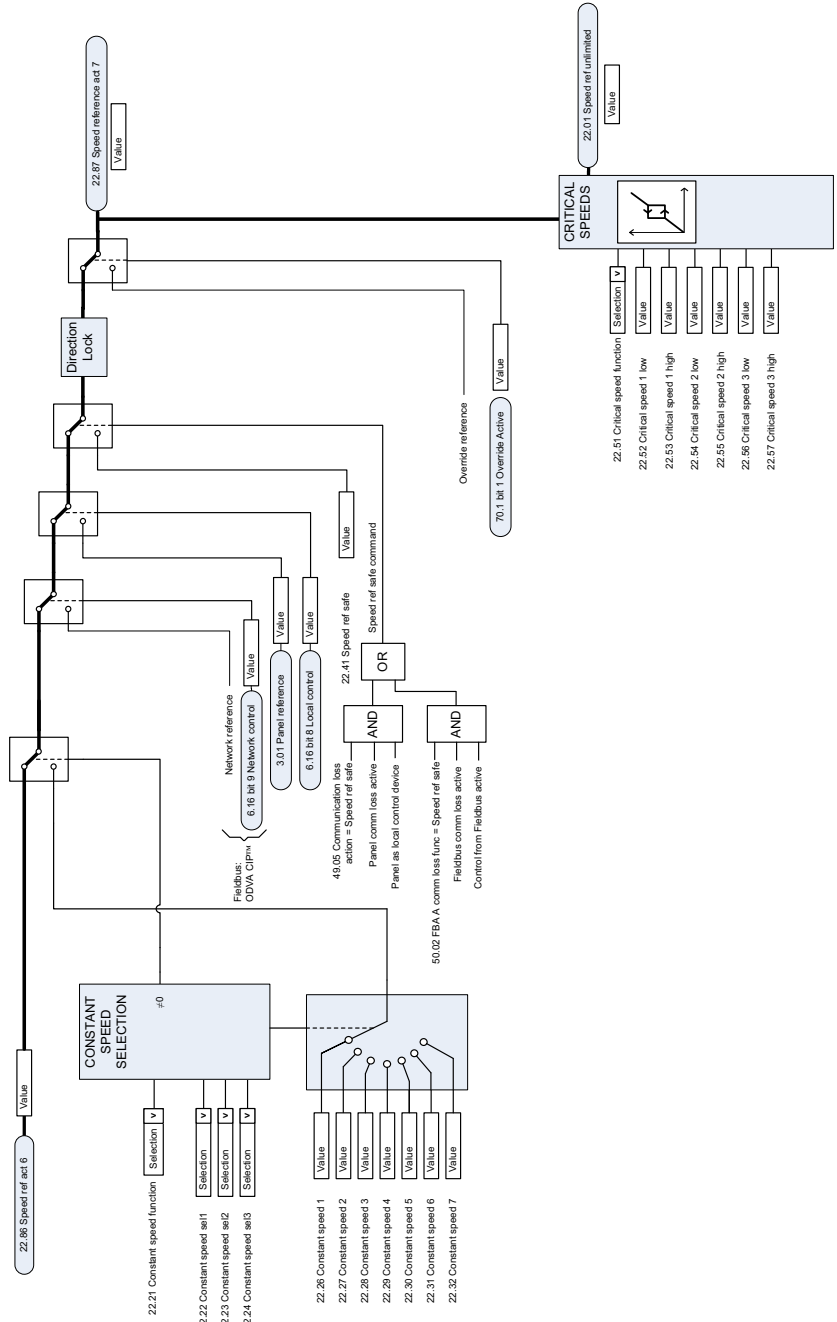 22.86 Speed ref act 6
Value
22.21 Constant speed function
Selection
v
2.22 Constant speed sel1
Selection
v
2.23 Constant speed sel2
Selection
v
2.24 Constant speed sel3
Selection
v
CONSTANT
SPEED
SELECTION
≠0
22.26 Constant speed 1
Value
22.27 Constant speed 2
Value
22.28 Constant speed 3
Value
22.29 Constant speed 4
Value
22.30 Constant speed 5
Value
22.31 Constant speed 6
Value
22.32 Constant speed 7
Value
Network reference
Fieldbus:
ODVA CIP™
6.16 bit 9 Network control
Value
3.01 Panel reference
Value
6.16 bit 8 Local control
Value
22.41 Speed ref safe
Value
49.05 Communication loss
action = Speed ref safe
Panel comm loss active
Panel as local control device
AND
50.02 FBA A comm loss func = Speed ref safe
Fieldbus comm loss active
Control from Fieldbus active
AND
OR
Speed ref safe command
Direction
Lock
Override reference
70.1 bit 1 Override Active
Value
22.87 Speed reference act 7
Value
22.51 Critical speed function
Selection
v
22.52 Critical speed 1 low
Value
22.53 Critical speed 1 high
Value
22.54 Critical speed 2 low
Value
22.55 Critical speed 2 high
Value
22.56 Critical speed 3 low
Value
22.57 Critical speed 3 high
Value
CRITICAL
SPEEDS
22.01 Speed ref unlimited
Value